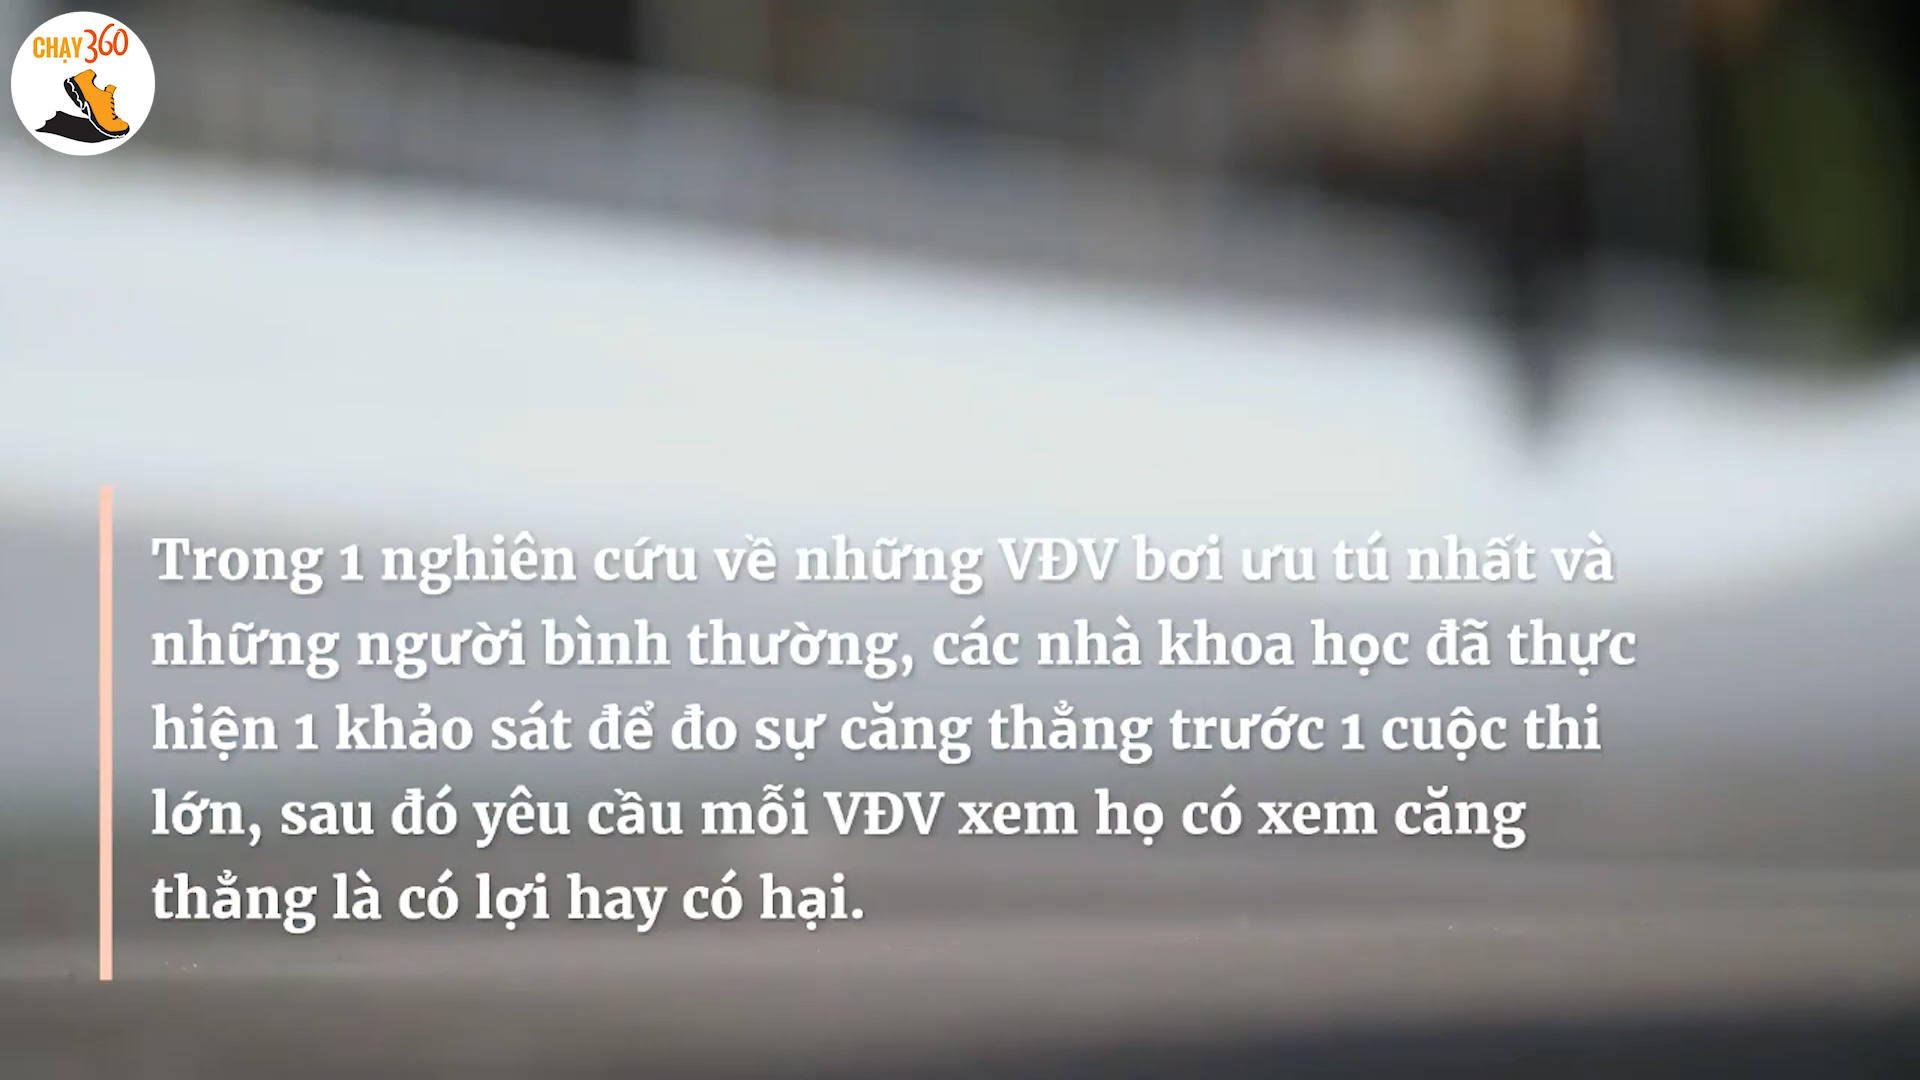 CHẠY 360
Trong 1 nghiên cứu về những VĐV bơi ưu tú nhất và
những người bình thường, các nhà khoa học đã thực
hiện 1 khảo sát để đo sự căng thẳng trước 1 cuộc thi
lớn, sau đó yêu cầu mỗi VĐV xem họ có xem căng
thẳng là có lợi hay có hại.